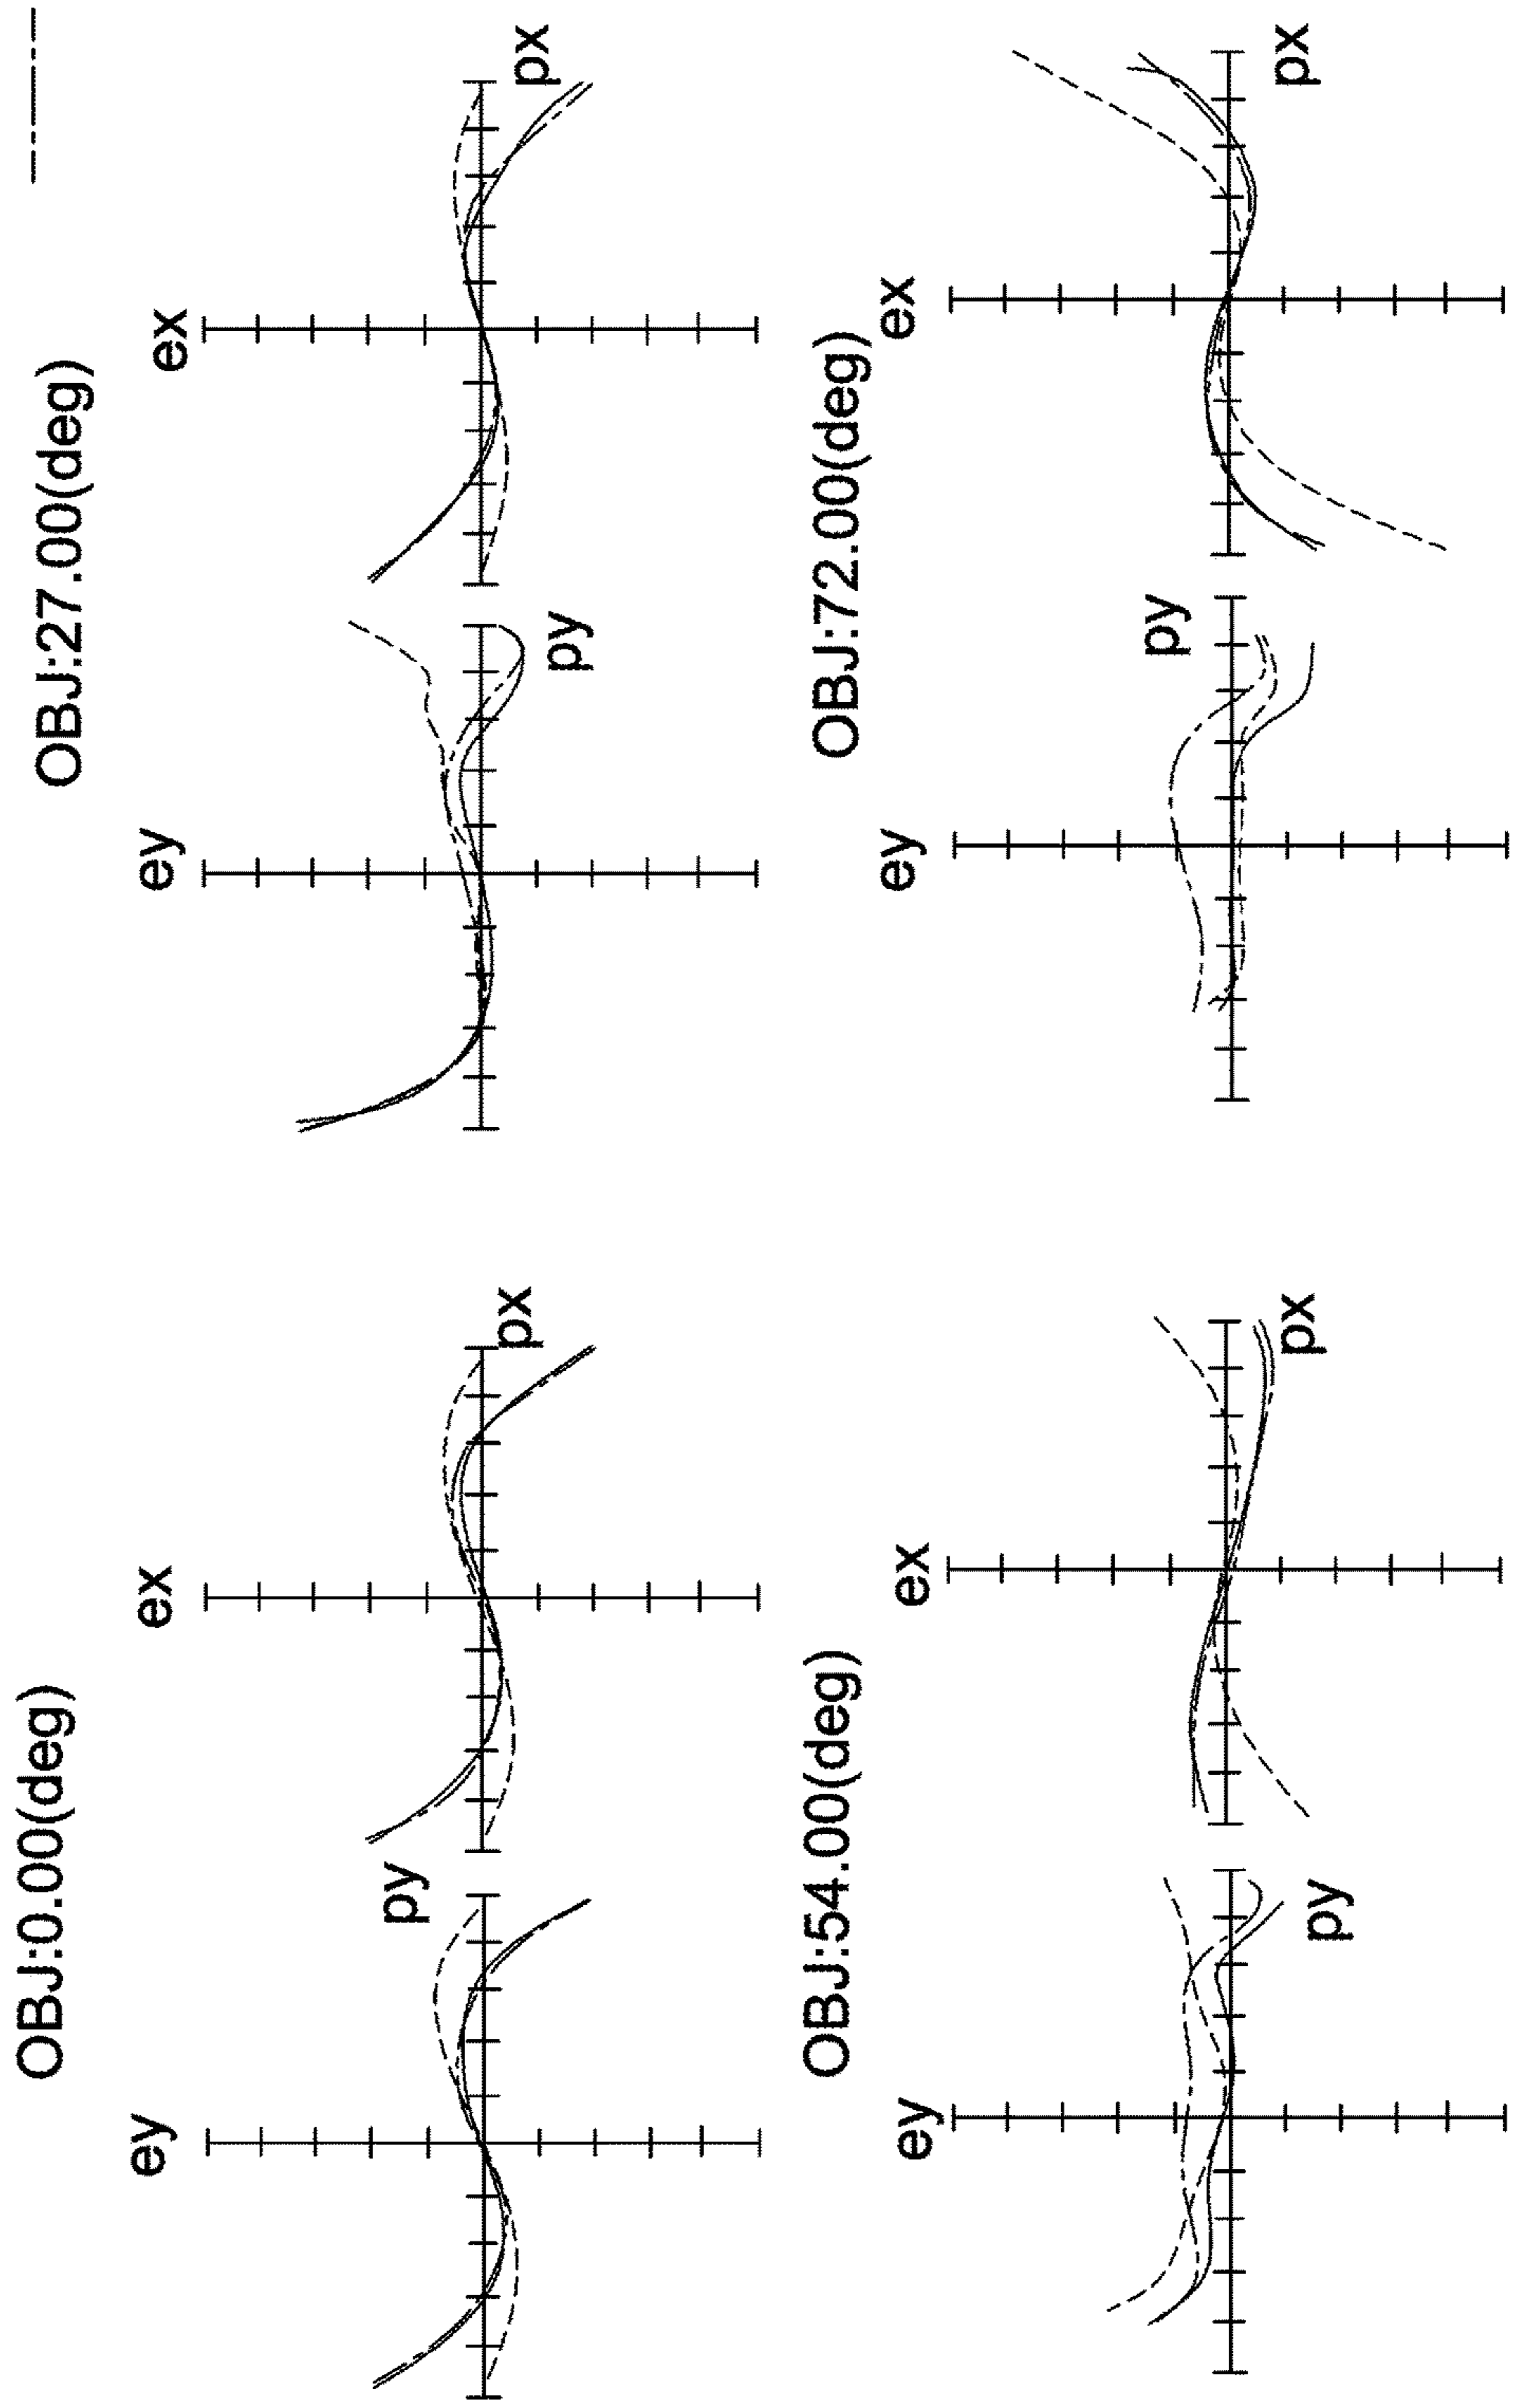 OBJ:0.00(deg)
ey
py
ex
px
OBJ:27.00(deg)
ey
py
ex
px
OBJ:54.00(deg)
ey
py
ex
px
OBJ:72.00(deg)
ey
py
ex
px